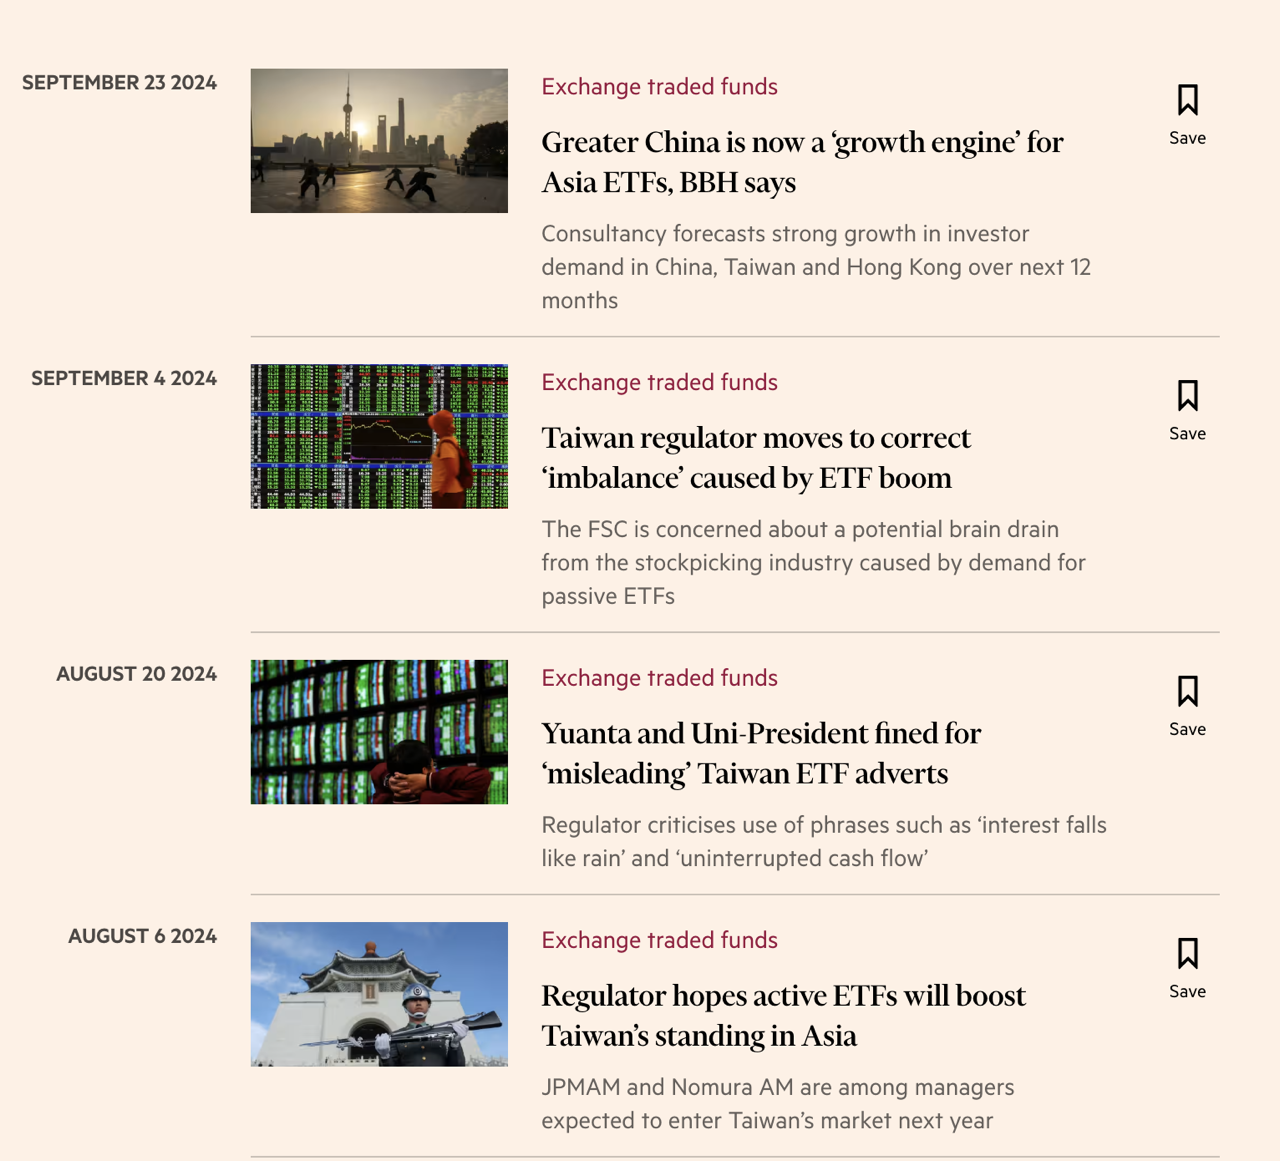 SEPTEMBER 23 2024
Exchange traded funds
Greater China is now a ‘growth engine’ for
Asia ETFs, BBH says
Consultancy forecasts strong growth in investor
demand in China, Taiwan and Hong Kong over next 12
months
Save
SEPTEMBER 4 2024
Exchange traded funds
Taiwan regulator moves to correct
‘imbalance’ caused by ETF boom
The FSC is concerned about a potential brain drain
from the stockpicking industry caused by demand for
passive ETFs
Save
AUGUST 20 2024
Exchange traded funds
Yuanta and Uni-President fined for
‘misleading’ Taiwan ETF adverts
Regulator criticises use of phrases such as ‘interest falls
like rain’ and ‘uninterrupted cash flow’
Save
AUGUST 6 2024
Exchange traded funds
Regulator hopes active ETFs will boost
Taiwan’s standing in Asia
JPMAM and Nomura AM are among managers
expected to enter Taiwan’s market next year
Save